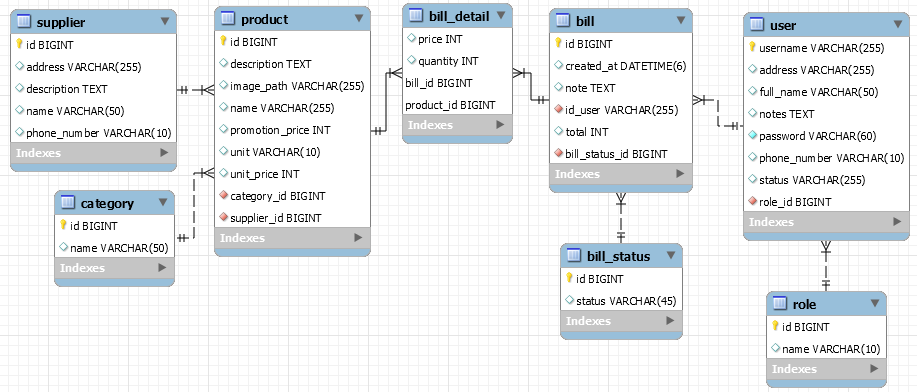 supplier
id BIGINT
address VARCHAR(255)
description TEXT
name VARCHAR(50)
phone_number VARCHAR(10)
Indexes
product
id BIGINT
description TEXT
image_path VARCHAR(255)
name VARCHAR(255)
promotion_price INT
unit VARCHAR(10)
unit_price INT
category_id BIGINT
supplier_id BIGINT
Indexes
category
id BIGINT
name VARCHAR(50)
Indexes
bill_detail
price INT
quantity INT
bill_id BIGINT
product_id BIGINT
Indexes
bill
id BIGINT
created_at DATETIME(6)
note TEXT
id_user VARCHAR(255)
total INT
bill_status_id BIGINT
Indexes
bill_status
id BIGINT
status VARCHAR(45)
Indexes
user
username VARCHAR(255)
address VARCHAR(255)
full_name VARCHAR(50)
notes TEXT
password VARCHAR(60)
phone_number VARCHAR(10)
status VARCHAR(255)
role_id BIGINT
Indexes
role
id BIGINT
name VARCHAR(10)
Indexes